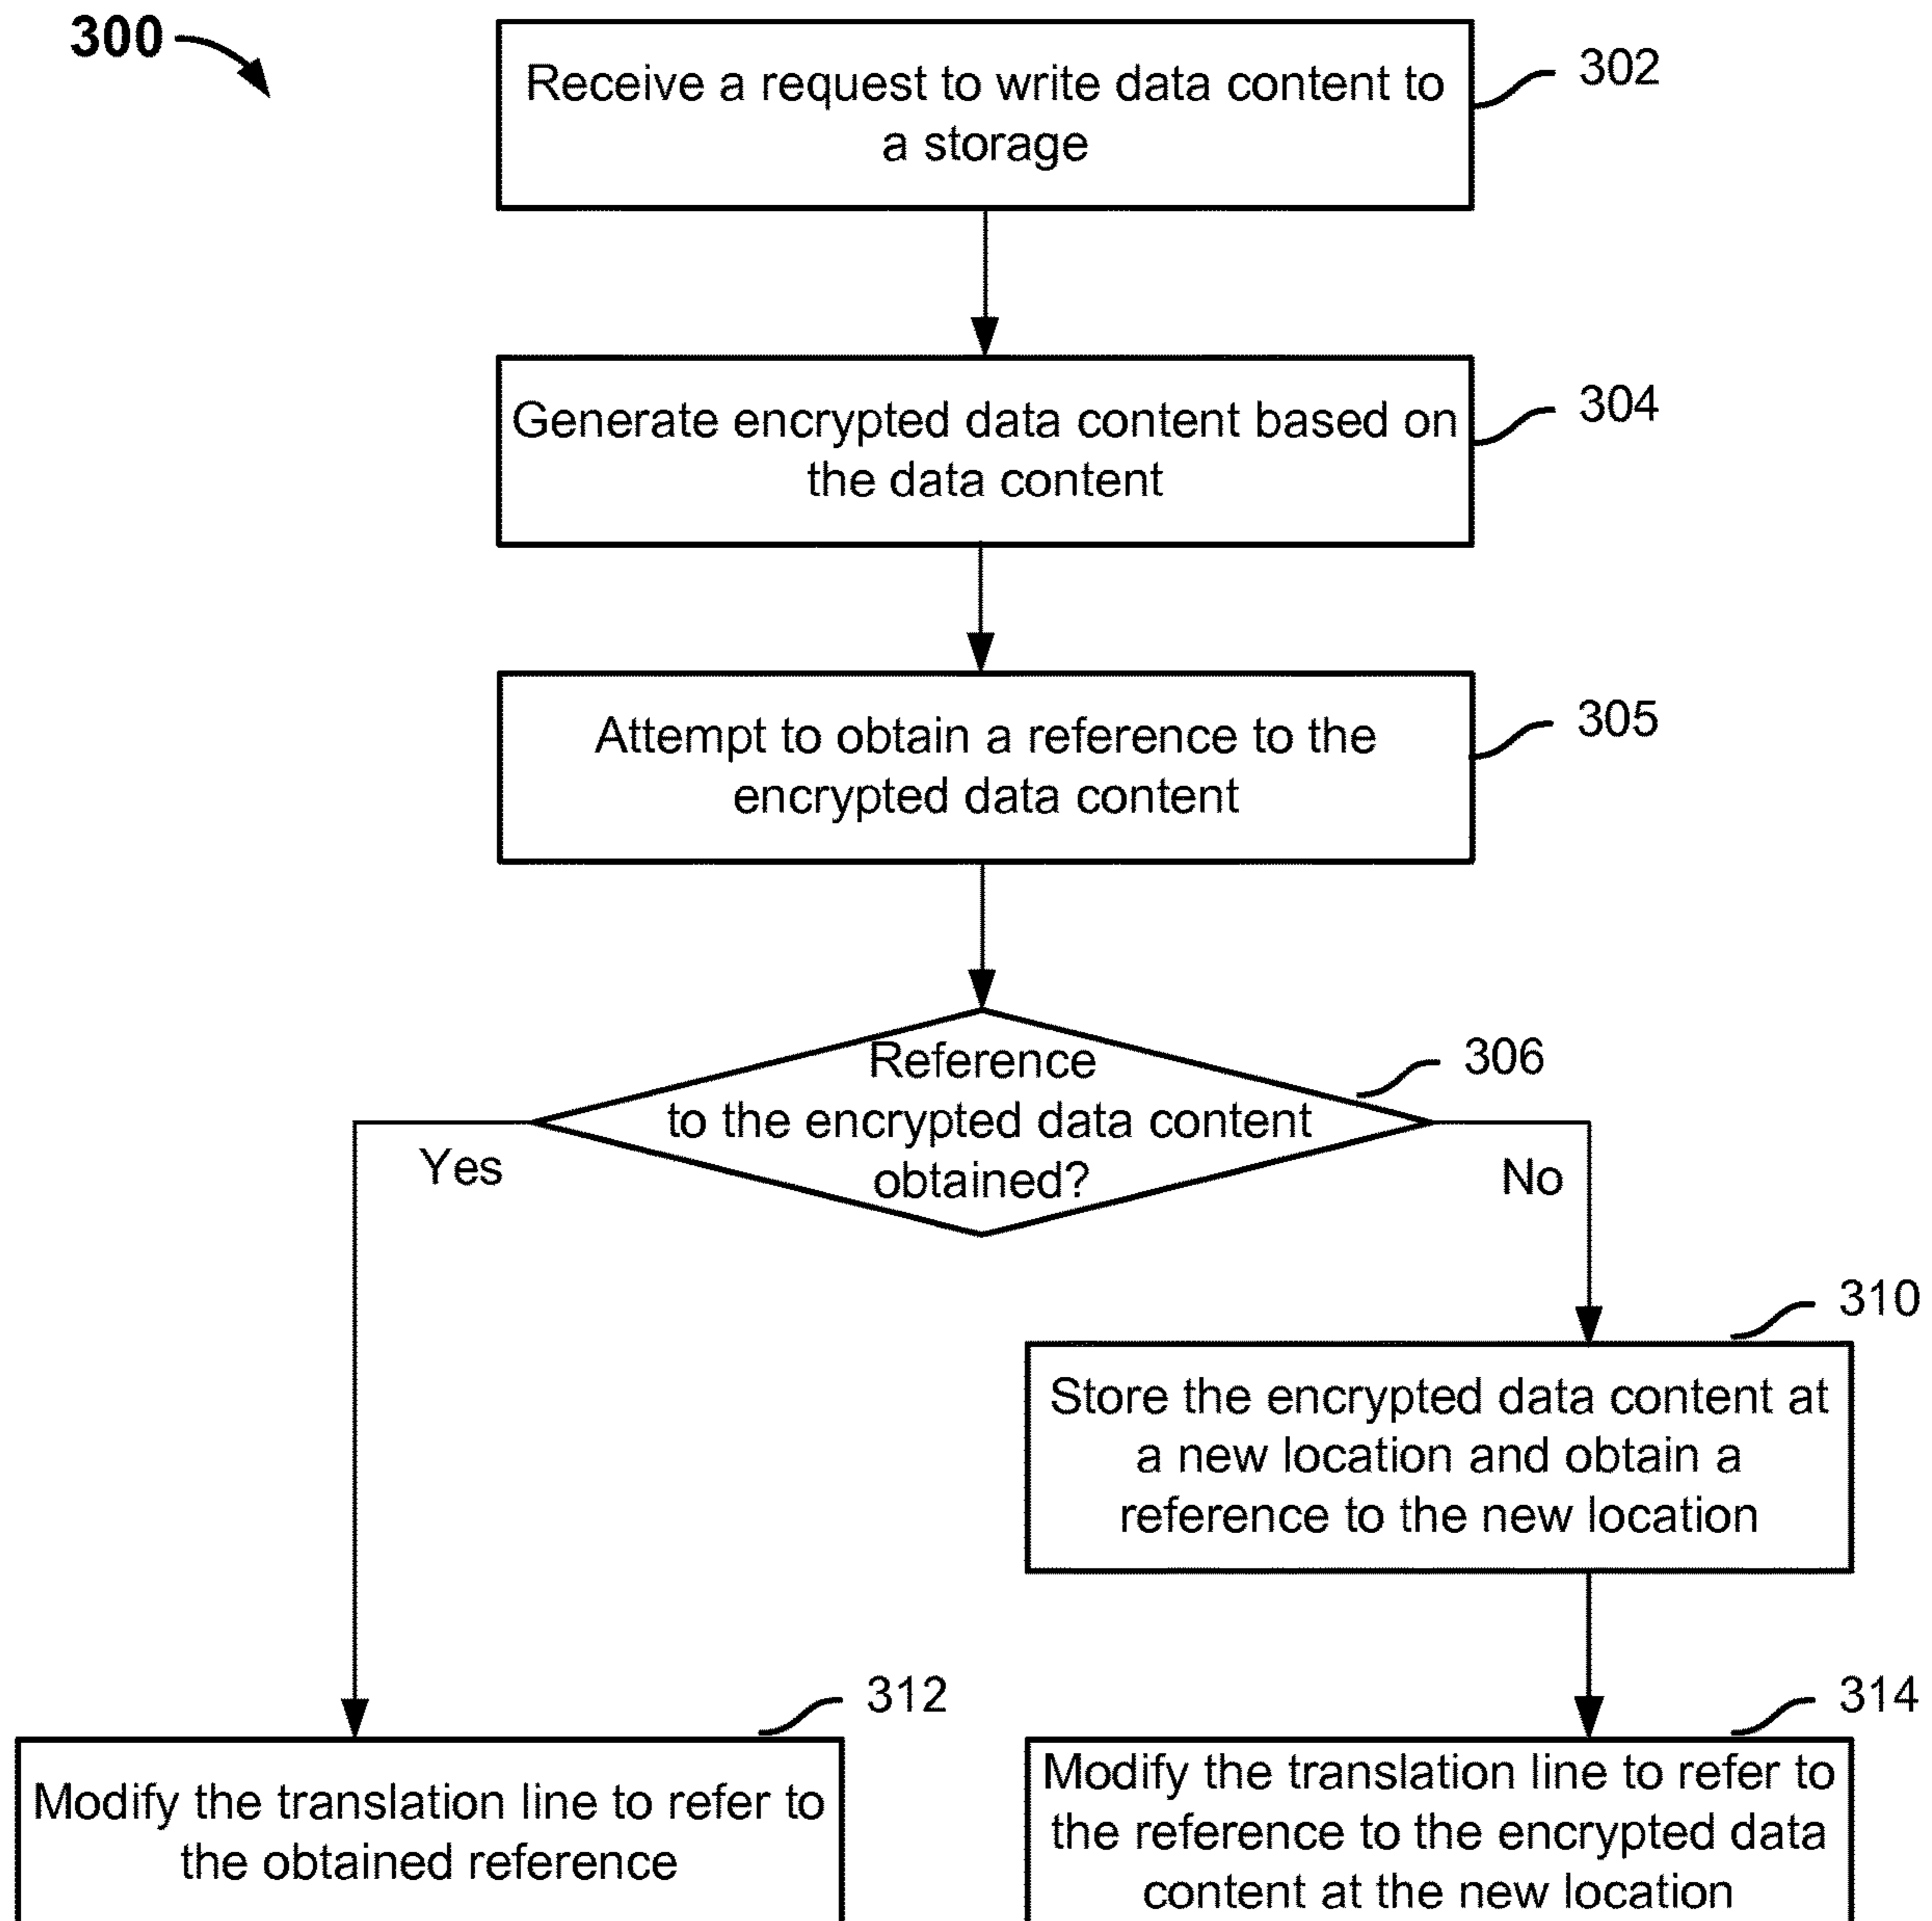 300
Receive a request to write data content to
a storage
302
Generate encrypted data content based on
the data content
304
Attempt to obtain a reference to the
encrypted data content
305
Reference
to the encrypted data content
obtained?
306
Yes
No
310
Store the encrypted data content at
a new location and obtain a
reference to the new location
312
Modify the translation line to refer to
the obtained reference
314
Modify the translation line to refer to
the reference to the encrypted data
content at the new location